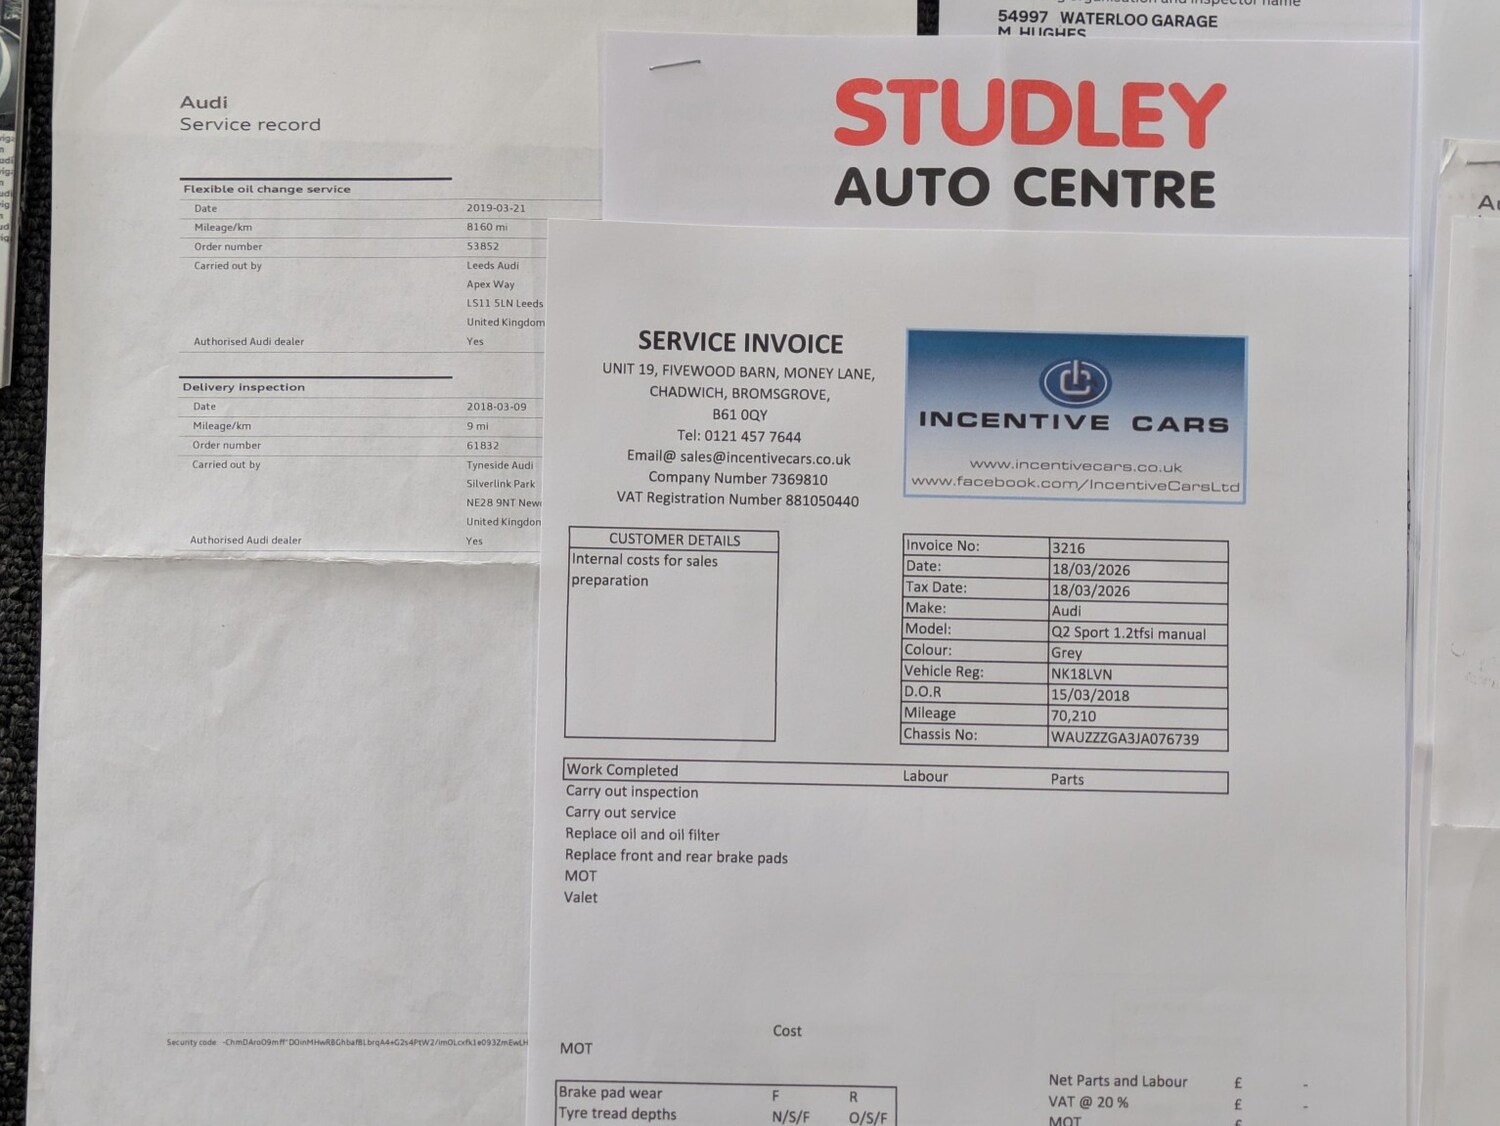 54997 WATERLOO GARAGE
M HUGHES
STUDLEY
AUTO CENTRE
Audi
Service record
Flexible oil change service
Date 2019-03-21
Mileage/km 8160 mi
Order number 53852
Carried out by Leeds Audi
Apex Way
LS11 5LN Leeds
United Kingdom
Authorised Audi dealer Yes
Delivery inspection
Date 2018-03-09
Mileage/km 9 mi
Order number 61832
Carried out by Tyneside Audi
Silverlink Park
NE28 9NT
United Kingdom
Authorised Audi dealer Yes
Security code
SERVICE INVOICE
UNIT 19, FIVEWOOD BARN, MONEY LANE,
CHADWICH, BROMSGROVE,
B61 0QY
Tel: 0121 457 7644
Email@ sales@incentivecars.co.uk
Company Number 7369810
VAT Registration Number 881050440
INCENTIVE CARS
www.incentivecars.co.uk
www.facebook.com/IncentiveCarsLtd
CUSTOMER DETAILS
Internal costs for sales
preparation
Invoice No: 3216
Date: 18/03/2026
Tax Date: 18/03/2026
Make: Audi
Model: Q2 Sport 1.2tfsi manual
Colour: Grey
Vehicle Reg: NK18LVN
D.O.R 15/03/2018
Mileage 70,210
Chassis No: WAUZZZGA3JA076739
Work Completed Labour Parts
Carry out inspection
Carry out service
Replace oil and oil filter
Replace front and rear brake pads
MOT
Valet
Cost
MOT
Brake pad wear F R
Tyre tread depths N/S/F O/S/F
Net Parts and Labour £ -
VAT @ 20 % £ -
MOT £